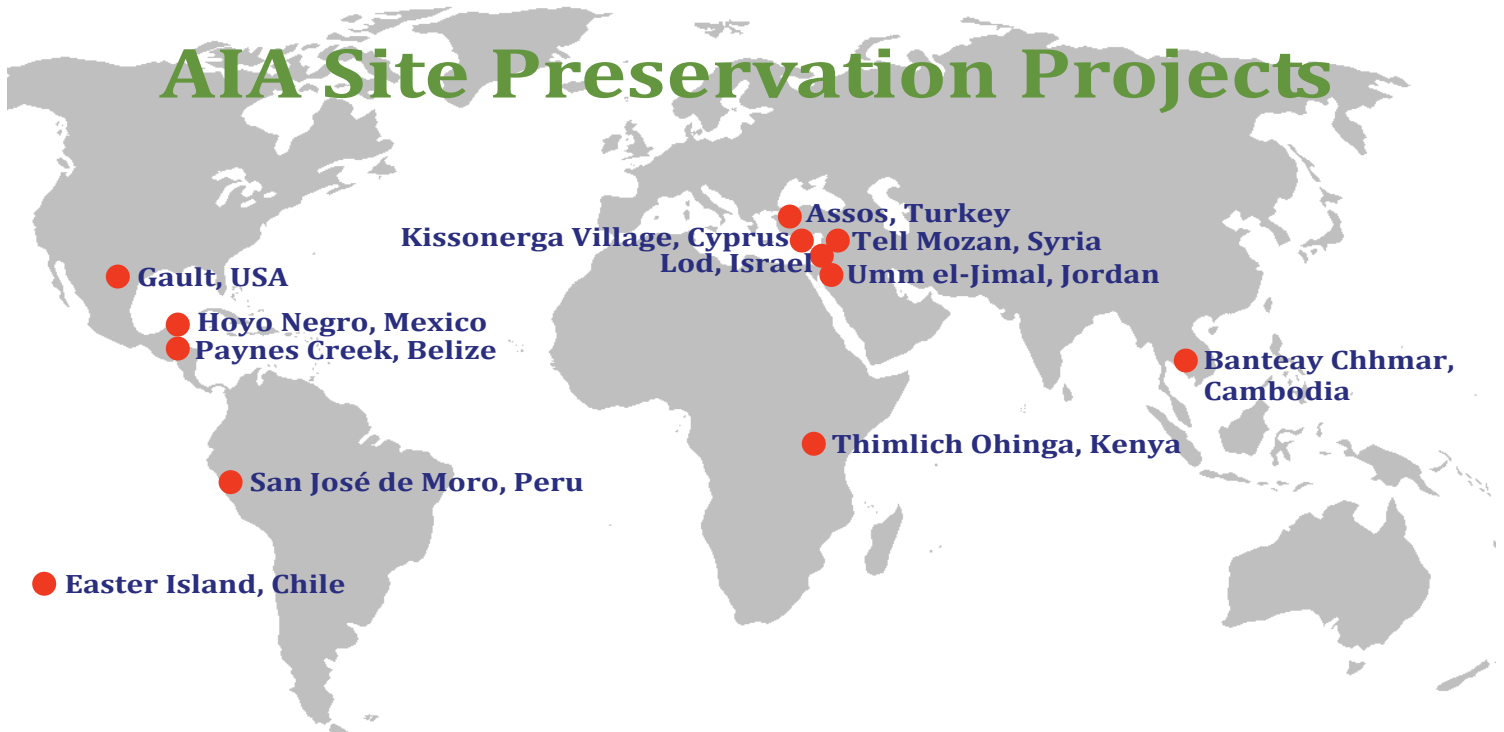 AIA Site Preservation Projects
Assos, Turkey
Kissonerga Village, Cyprus
Tell Mozan, Syria
Lod, Israel
Umm el-Jimal, Jordan
Gault, USA
Hoyo Negro, Mexico
Paynes Creek, Belize
Banteay Chhmar,
Cambodia
Thimlich Ohinga, Kenya
San José de Moro, Peru
Easter Island, Chile